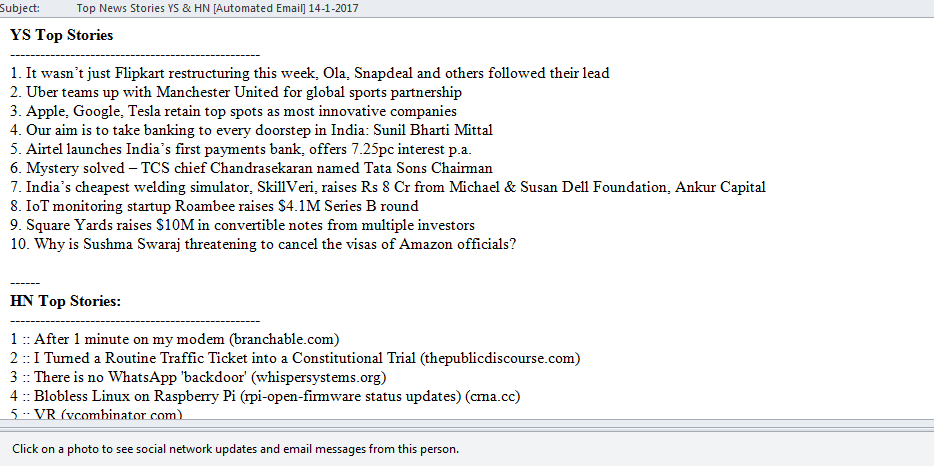 Subject: Top News Stories YS & HN [Automated Email] 14-1-2017
YS Top Stories
--------------------------------------------------
1. It wasn’t just Flipkart restructuring this week, Ola, Snapdeal and others followed their lead
2. Uber teams up with Manchester United for global sports partnership
3. Apple, Google, Tesla retain top spots as most innovative companies
4. Our aim is to take banking to every doorstep in India: Sunil Bharti Mittal
5. Airtel launches India’s first payments bank, offers 7.25pc interest p.a.
6. Mystery solved – TCS chief Chandrasekaran named Tata Sons Chairman
7. India’s cheapest welding simulator, SkillVeri, raises Rs 8 Cr from Michael & Susan Dell Foundation, Ankur Capital
8. IoT monitoring startup Roambee raises $4.1M Series B round
9. Square Yards raises $10M in convertible notes from multiple investors
10. Why is Sushma Swaraj threatening to cancel the visas of Amazon officials?
------
HN Top Stories:
--------------------------------------------------
1 :: After 1 minute on my modem (branchable.com)
2 :: I Turned a Routine Traffic Ticket into a Constitutional Trial (thepublicdiscourse.com)
3 :: There is no WhatsApp 'backdoor' (whispersystems.org)
4 :: Blobless Linux on Raspberry Pi (rpi-open-firmware status updates) (crna.cc)
5 :: VR (ycombinator.com)
Click on a photo to see social network updates and email messages from this person.